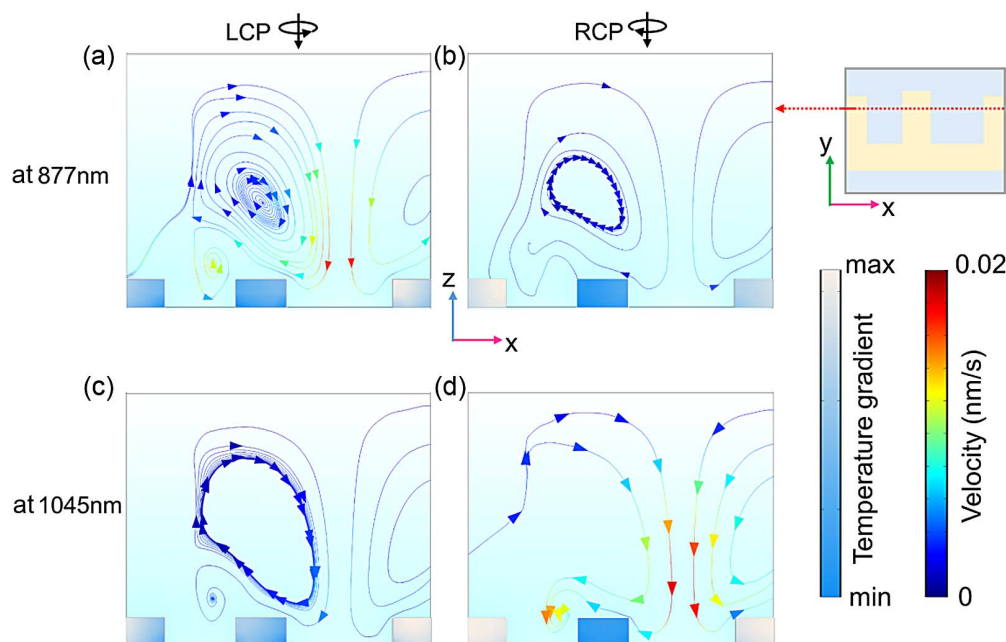 LCP
RCP
(a)
(b)
at 877nm
y
x
z
x
max
0.02
Temperature gradient
Velocity (nm/s)
min
0
(c)
(d)
at 1045nm